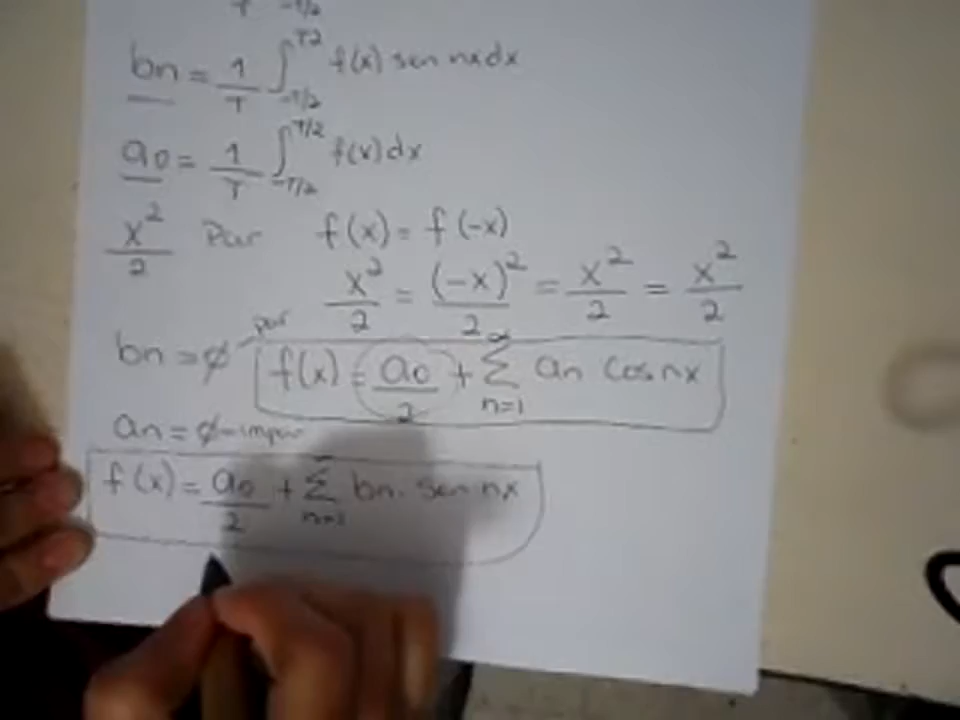 -T/2
bn = 1/T ∫_{-T/2}^{T2} f(x) sen nx dx
a0 = 1/T ∫_{-T/2}^{T/2} f(x) dx
x²/2 Par f(x) = f(-x)
x²/2 = (-x)²/2 = x²/2 = x²/2
bn = ∅ - par f(x) = a0/2 + ∑_{n=1}^{∞} an cos nx
an = ∅ - impar
f(x) = a0/2 + ∑_{n=1} bn. sen nx